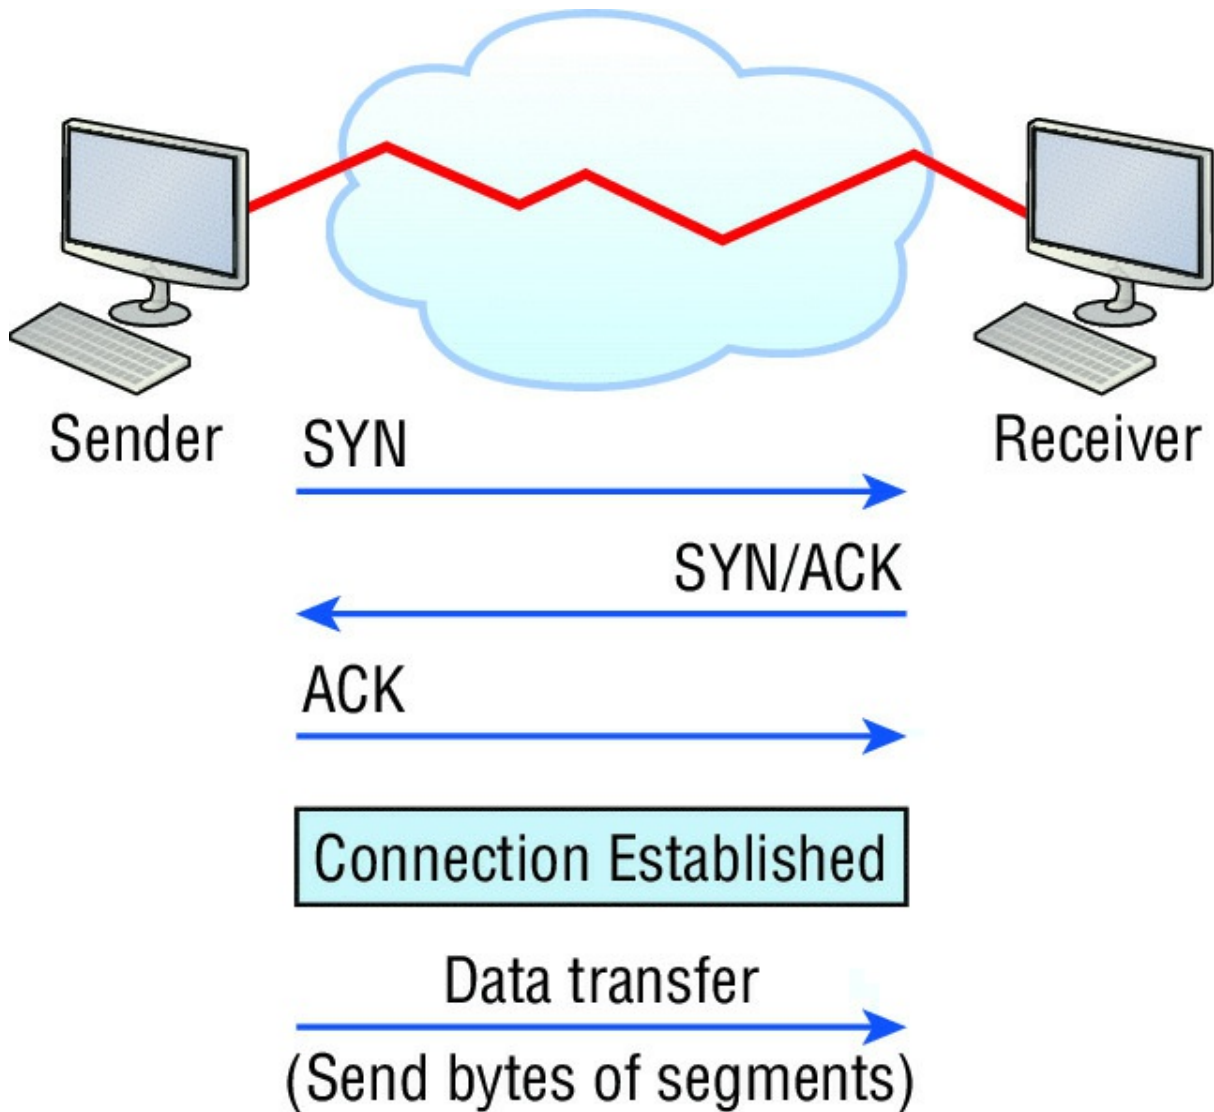 Sender
Receiver
SYN
SYN/ACK
ACK
Connection Established
Data transfer
(Send bytes of segments)